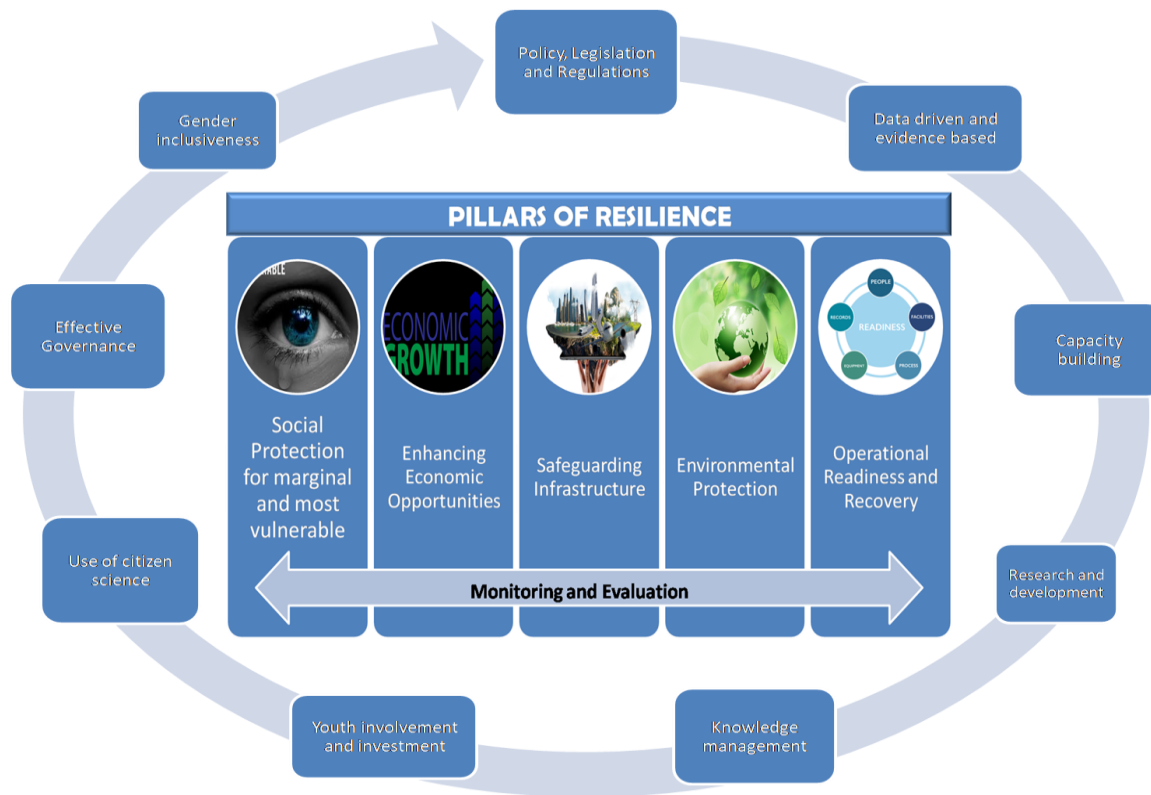 Policy, Legislation
and Regulations
Data driven and
evidence based
Capacity
building
Research and
development
Knowledge
management
Youth involvement
and investment
Use of citizen
science
Effective
Governance
Gender
inclusiveness
PILLARS OF RESILIENCE
Social
Protection
for marginal
and most
vulnerable
ECONOMIC
GROWTH
Enhancing
Economic
Opportunities
Safeguarding
Infrastructure
Environmental
Protection
PEOPLE
RECORDS
FACILITIES
READINESS
EQUIPMENT
PROCESS
Operational
Readiness and
Recovery
Monitoring and Evaluation